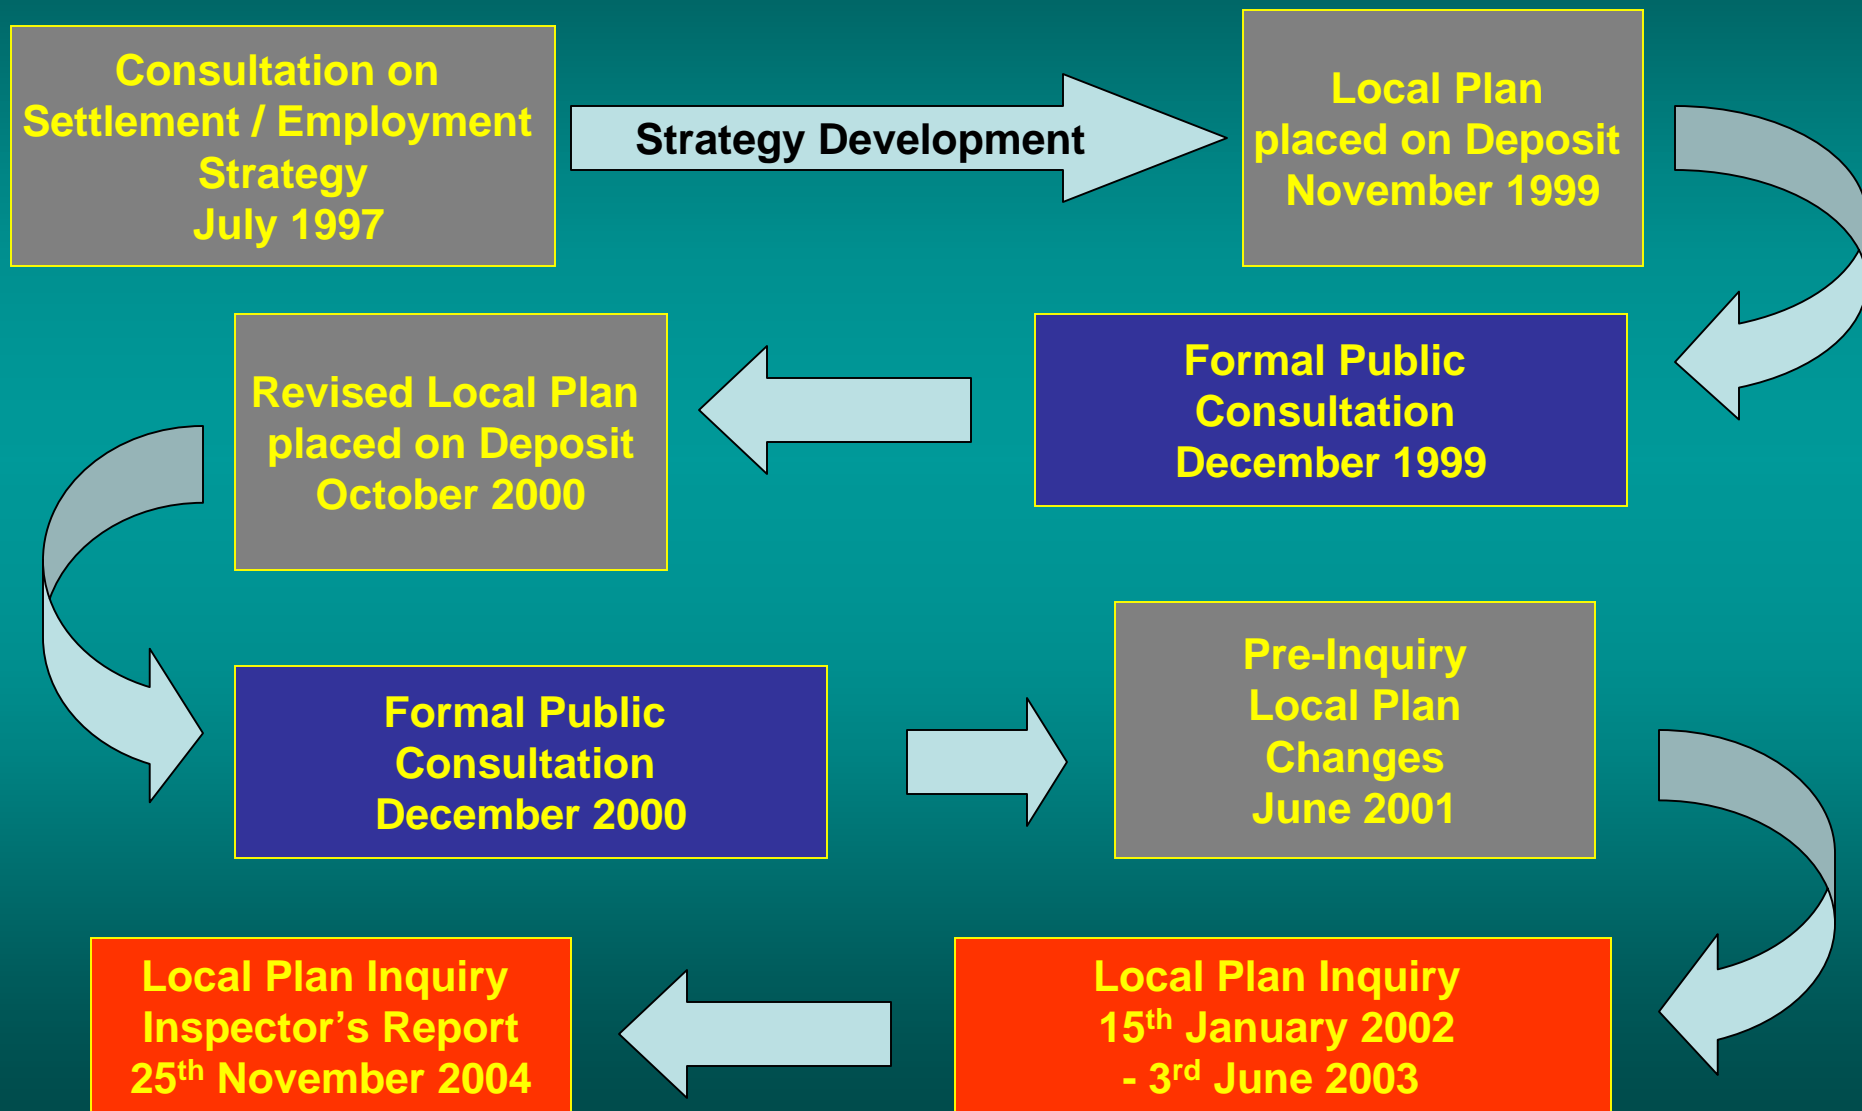 Consultation on
Settlement / Employment
Strategy
July 1997
Strategy Development
Local Plan
placed on Deposit
November 1999
Formal Public
Consultation
December 1999
Revised Local Plan
placed on Deposit
October 2000
Formal Public
Consultation
December 2000
Pre-Inquiry
Local Plan
Changes
June 2001
Local Plan Inquiry
15th January 2002
- 3rd June 2003
Local Plan Inquiry
Inspector’s Report
25th November 2004